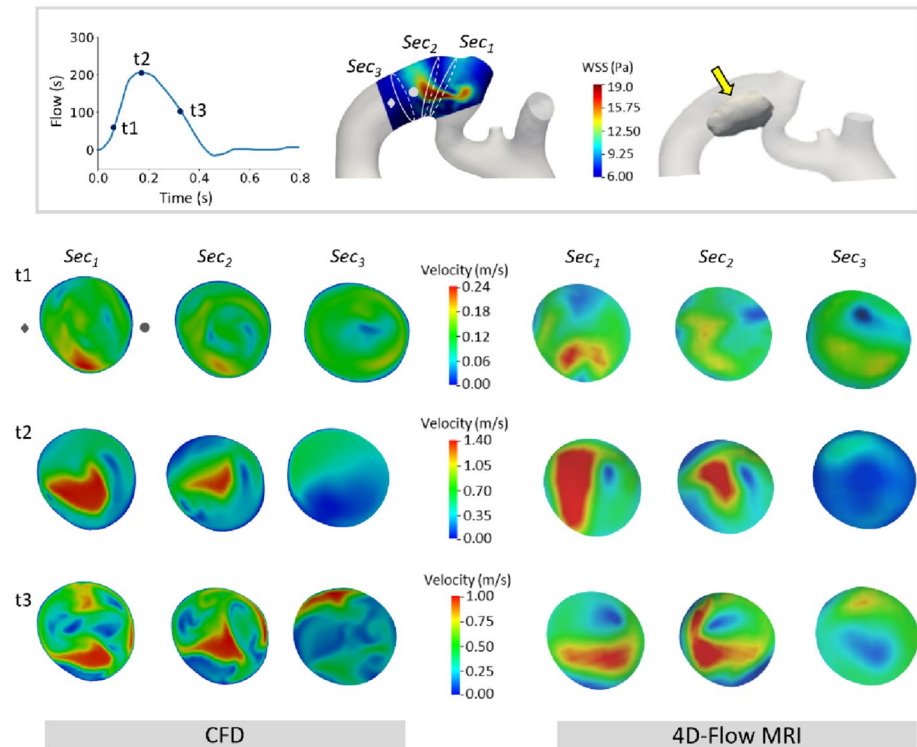 300
200
100
0
Flow (s)
t1
t2
t3
0.0 0.2 0.4 0.6 0.8
Time (s)
Sec3 Sec2 Sec1
WSS (Pa)
19.0
15.75
12.50
9.25
6.00
t1
Sec1 Sec2 Sec3
Velocity (m/s)
0.24
0.18
0.12
0.06
0.00
Sec1 Sec2 Sec3
t2
Velocity (m/s)
1.40
1.05
0.70
0.35
0.00
t3
Velocity (m/s)
1.00
0.75
0.50
0.25
0.00
CFD
4D-Flow MRI